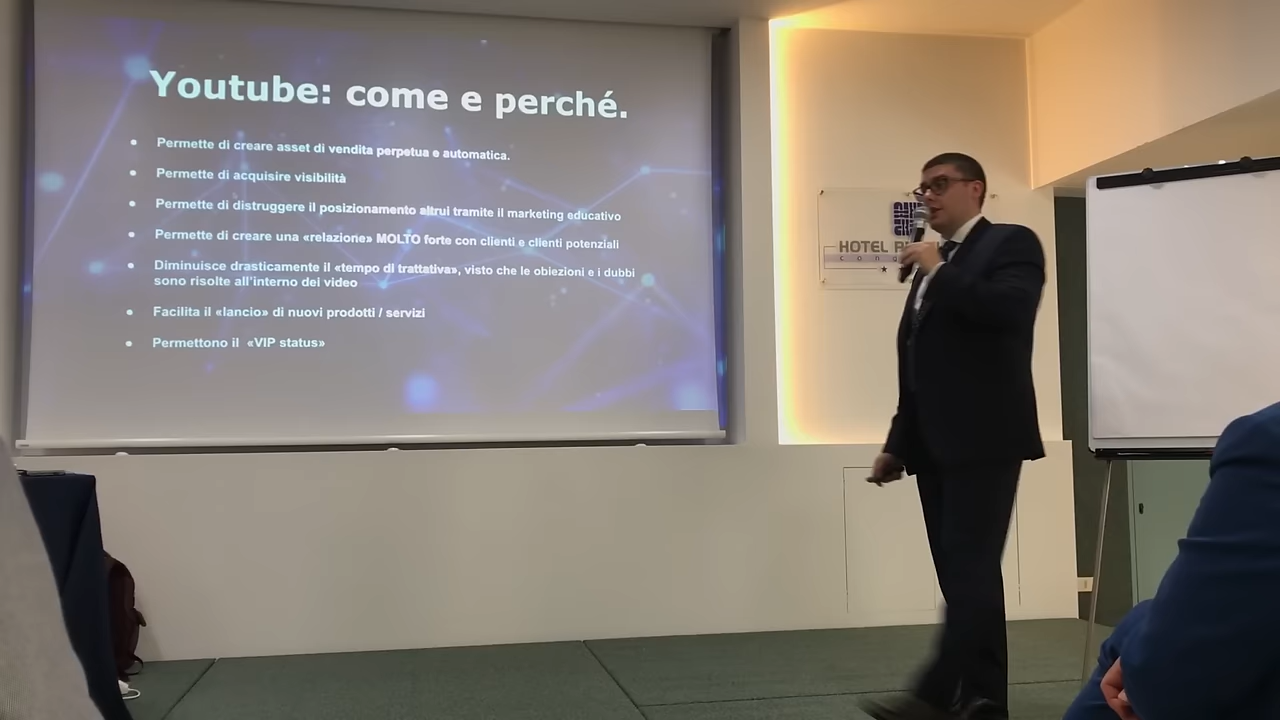 Youtube: come e perché.
Permette di creare asset di vendita perpetua e automatica.
Permette di acquisire visibilità
Permette di distruggere il posizionamento altrui tramite il marketing educativo
Permette di creare una «relazione» MOLTO forte con clienti e clienti potenziali
Diminuisce drasticamente il «tempo di trattativa», visto che le obiezioni e i dubbi
sono risolte all'interno del video
Facilita il «lancio» di nuovi prodotti / servizi
Permettono il «VIP status»
HOTEL